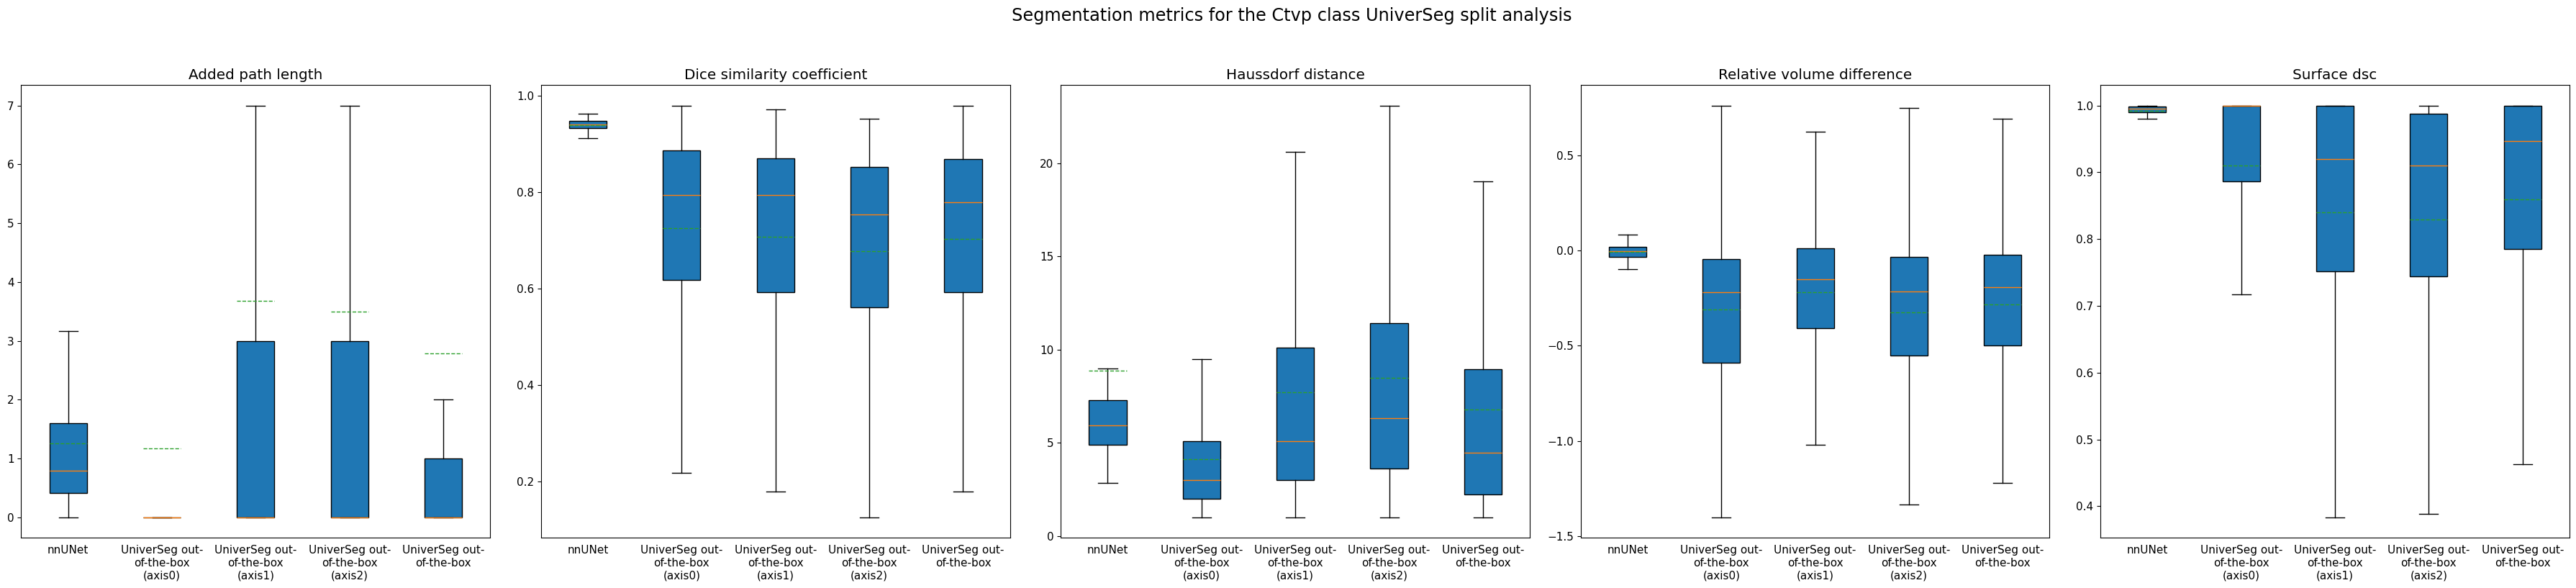 Segmentation metrics for the Ctvp class UniverSeg split analysis
Added path length
7
6
5
4
3
2
1
0
nnUNet
UniverSeg out-
of-the-box
(axis0)
UniverSeg out-
of-the-box
(axis1)
UniverSeg out-
of-the-box
(axis2)
UniverSeg out-
of-the-box
Dice similarity coefficient
1.0
0.8
0.6
0.4
0.2
nnUNet
UniverSeg out-
of-the-box
(axis0)
UniverSeg out-
of-the-box
(axis1)
UniverSeg out-
of-the-box
(axis2)
UniverSeg out-
of-the-box
Haussdorf distance
20
15
10
5
0
nnUNet
UniverSeg out-
of-the-box
(axis0)
UniverSeg out-
of-the-box
(axis1)
UniverSeg out-
of-the-box
(axis2)
UniverSeg out-
of-the-box
Relative volume difference
0.5
0.0
−0.5
−1.0
−1.5
nnUNet
UniverSeg out-
of-the-box
(axis0)
UniverSeg out-
of-the-box
(axis1)
UniverSeg out-
of-the-box
(axis2)
UniverSeg out-
of-the-box
Surface dsc
1.0
0.9
0.8
0.7
0.6
0.5
0.4
nnUNet
UniverSeg out-
of-the-box
(axis0)
UniverSeg out-
of-the-box
(axis1)
UniverSeg out-
of-the-box
(axis2)
UniverSeg out-
of-the-box